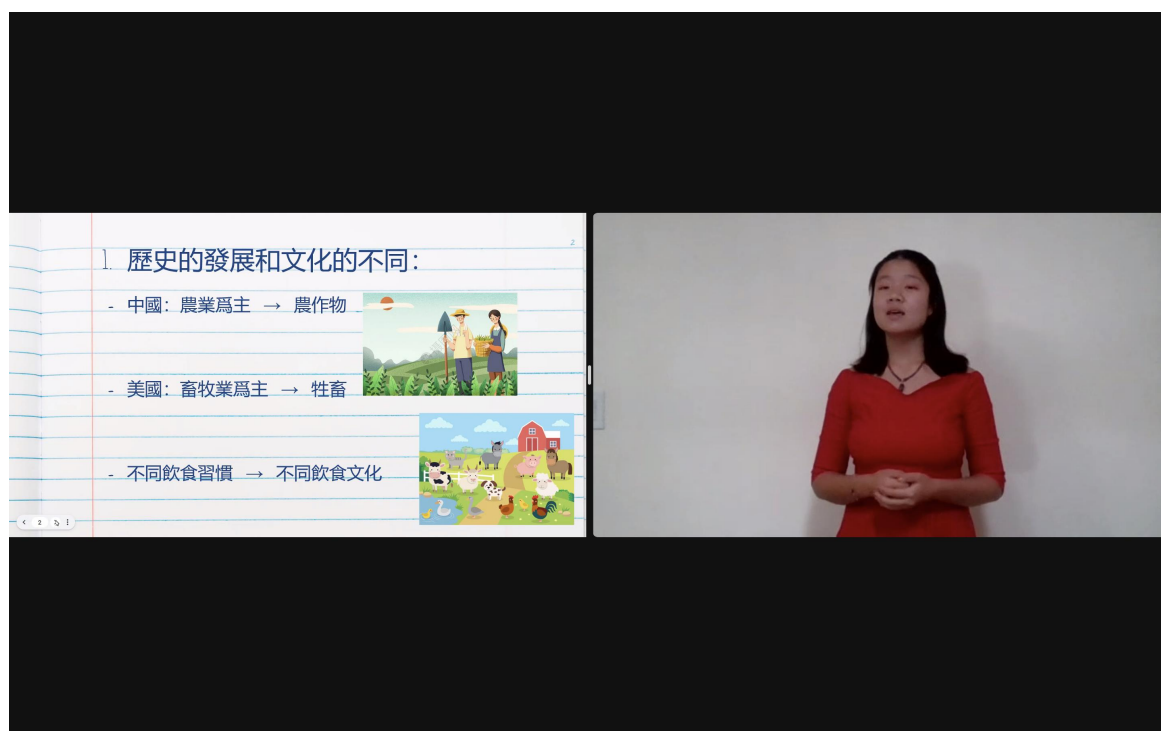 2
1. 歷史的發展和文化的不同：
- 中國：農業爲主 → 農作物
- 美國：畜牧業爲主 → 牲畜
- 不同飲食習慣 → 不同飲食文化
2